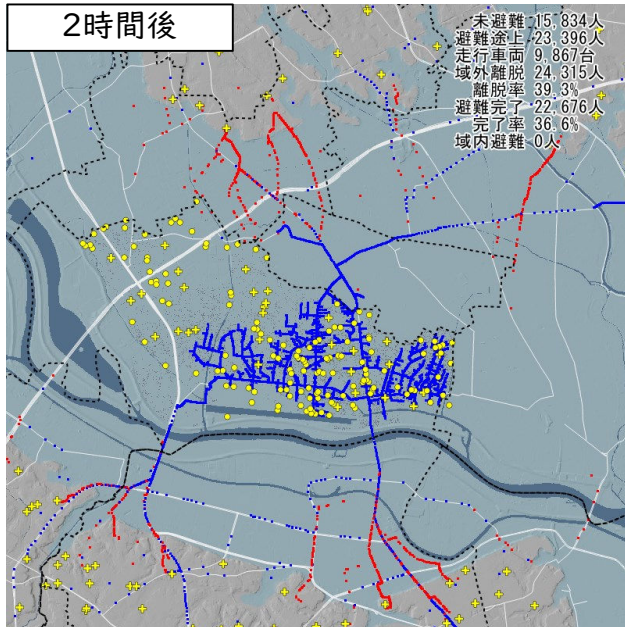 2時間後
未避難 15,834人
避難途上 23,396人
走行車両 9,867台
域外離脱 24,315人
離脱率 39.3%
避難完了 22,676人
完了率 36.6%
域内避難 0人